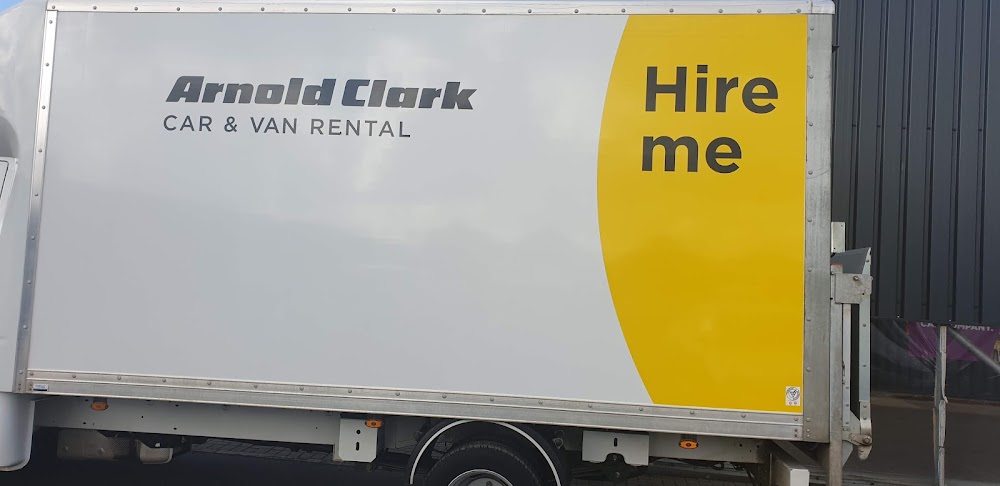 Arnold Clark
CAR & VAN RENTAL
Hire
me